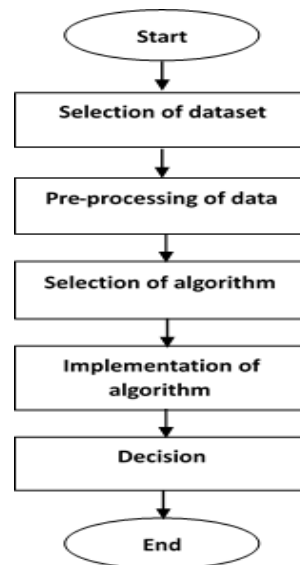 Start
Selection of dataset
Pre-processing of data
Selection of algorithm
Implementation of
algorithm
Decision
End